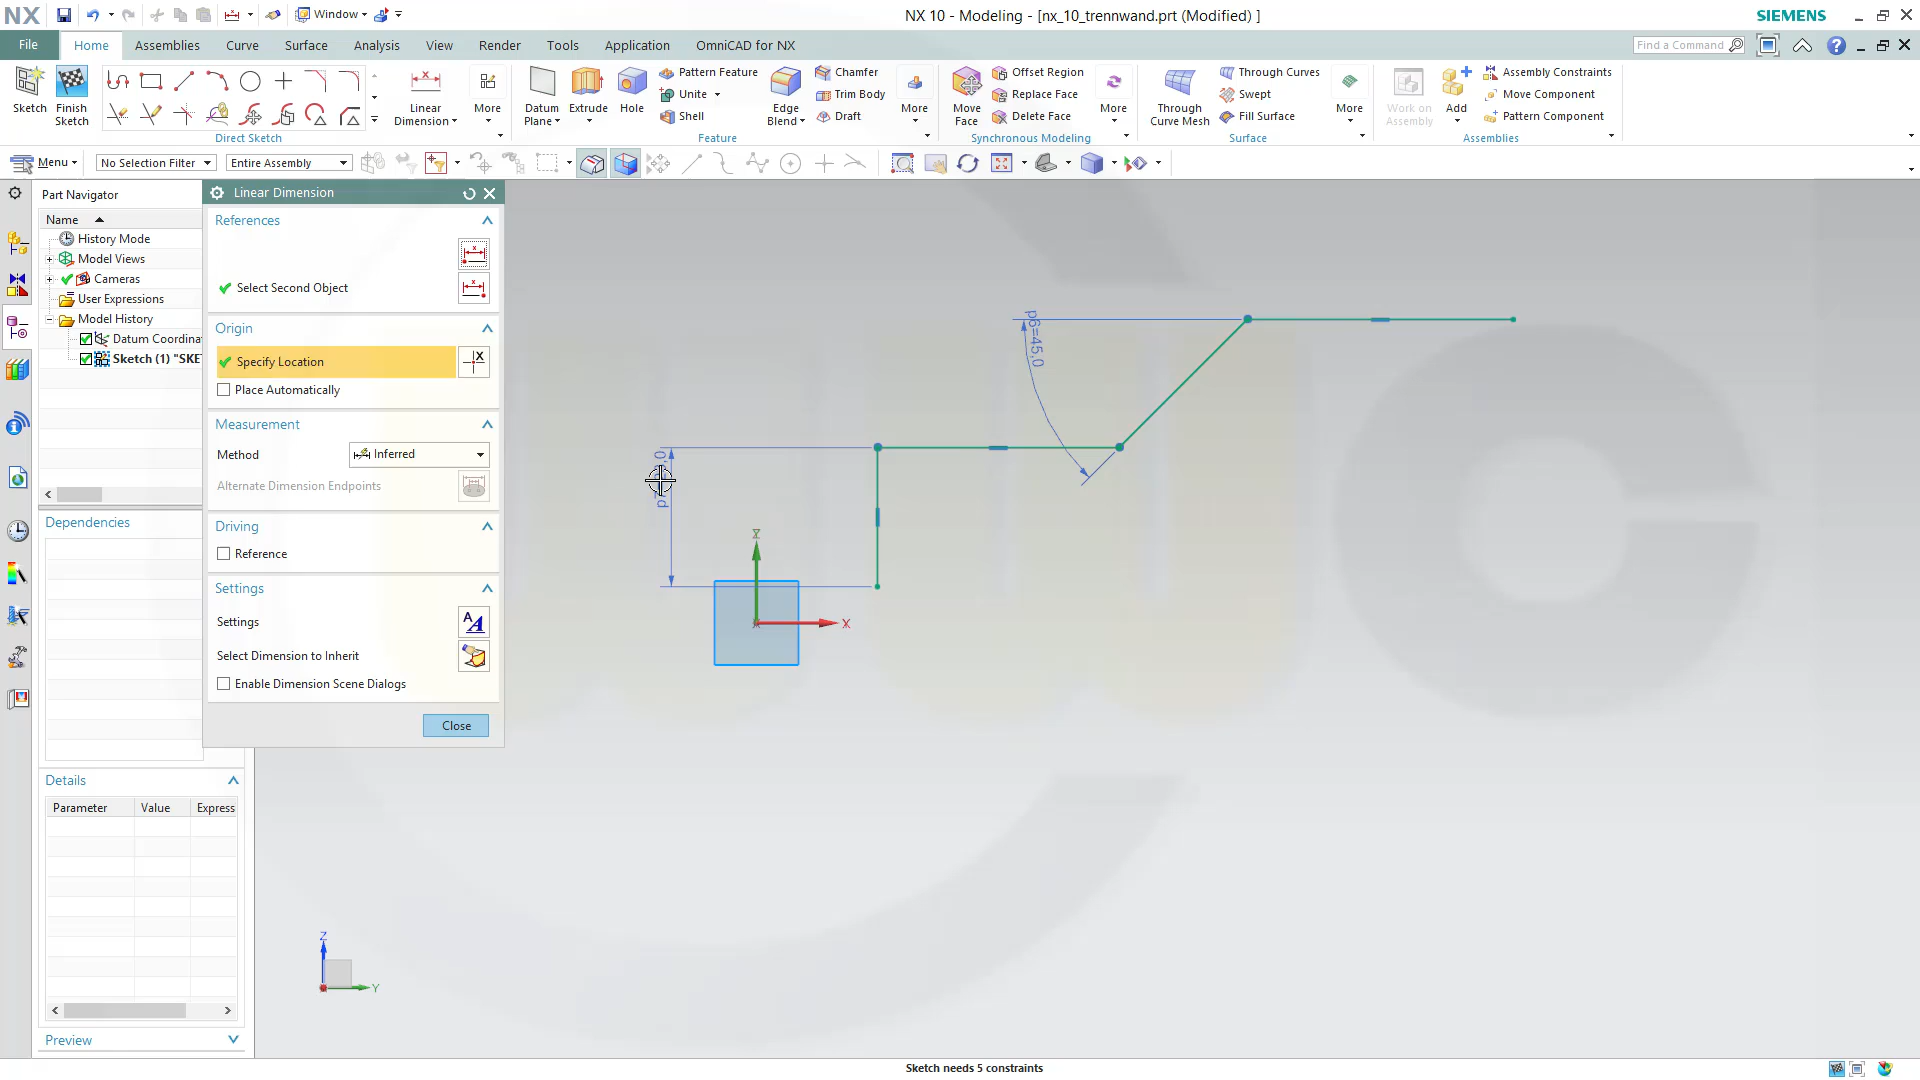 NX
Window
NX 10 - Modeling - [nx_10_trennwand.prt (Modified) ]
SIEMENS
File
Home
Assemblies
Curve
Surface
Analysis
View
Render
Tools
Application
OmniCAD for NX
Find a Command
Sketch
Finish Sketch
Direct Sketch
Linear Dimension
More
Datum Plane
Extrude
Hole
Pattern Feature
Unite
Shell
Edge Blend
Chamfer
Trim Body
Draft
More
Feature
Move Face
Offset Region
Replace Face
Delete Face
More
Synchronous Modeling
Through Curve Mesh
Through Curves
Swept
Fill Surface
More
Surface
Work on Assembly
Add
Assembly Constraints
Move Component
Pattern Component
Assemblies
Menu
No Selection Filter
Entire Assembly
Part Navigator
Name
History Mode
Model Views
Cameras
User Expressions
Model History
Datum Coordina
Sketch (1) "SKE
Dependencies
Details
Parameter
Value
Express
Preview
Linear Dimension
References
Select Second Object
Origin
Specify Location
Place Automatically
Measurement
Method
Inferred
Alternate Dimension Endpoints
Driving
Reference
Settings
Settings
Select Dimension to Inherit
Enable Dimension Scene Dialogs
Close
p6=45,0
Z
X
Z
Y
Sketch needs 5 constraints